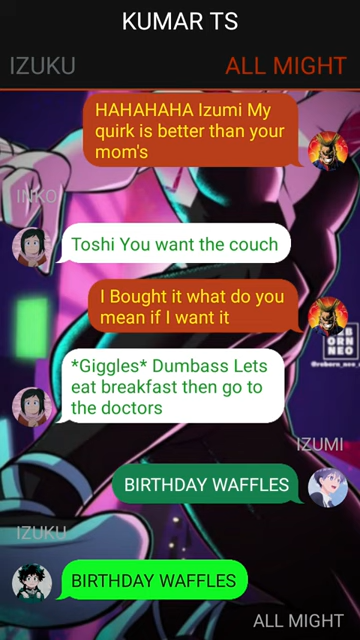 KUMAR TS
IZUKU
ALL MIGHT
HAHAHAHA Izumi My
quirk is better than your
mom's
INKO
Toshi You want the couch
I Bought it what do you
mean if I want it
*Giggles* Dumbass Lets
eat breakfast then go to
the doctors
IZUMI
BIRTHDAY WAFFLES
IZUKU
BIRTHDAY WAFFLES
ALL MIGHT